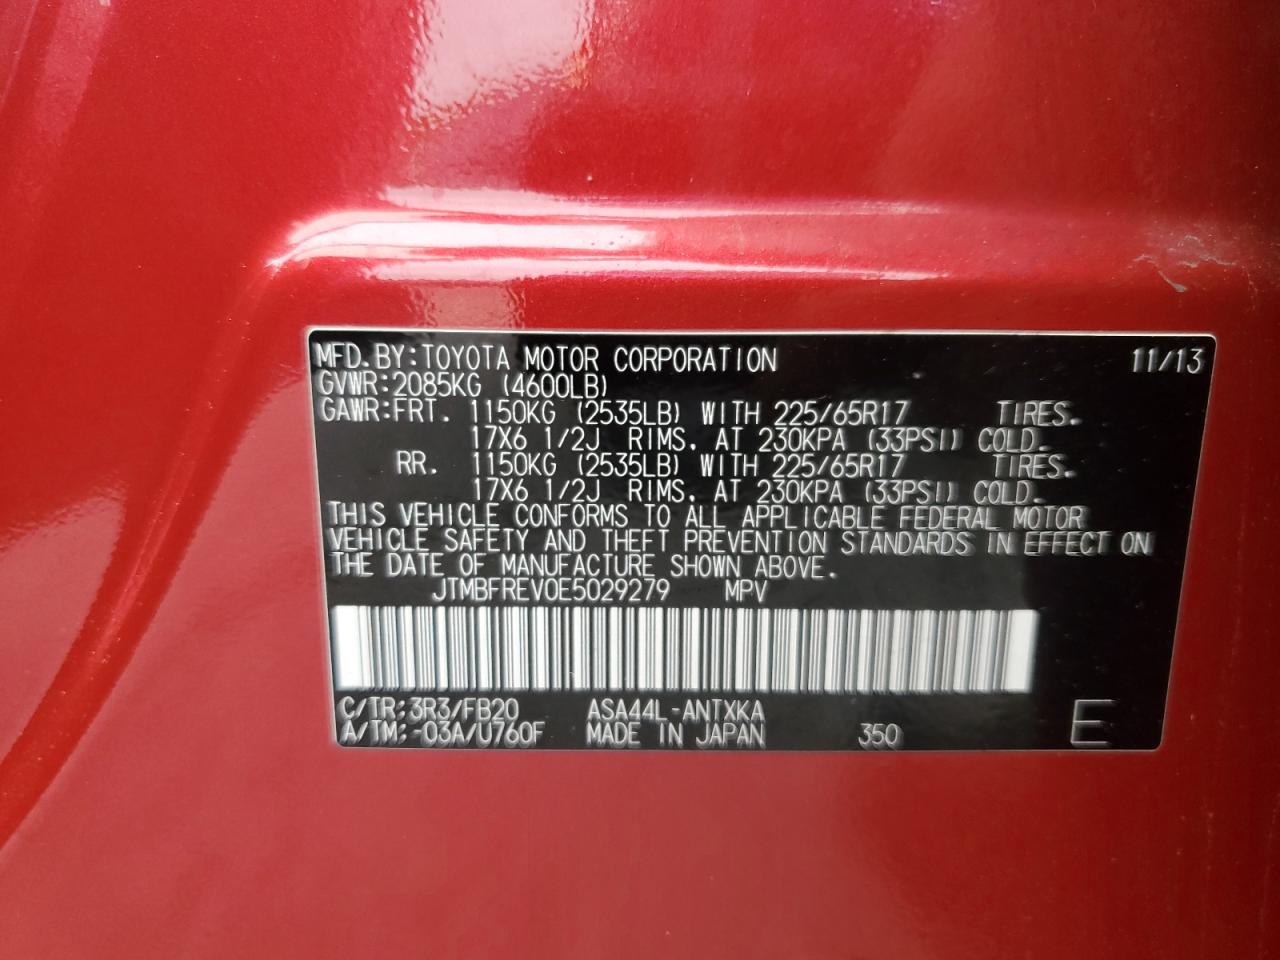 MFD.BY:TOYOTA MOTOR CORPORATION 11/13
GVWR:2085KG (4600LB)
GAWR:FRT. 1150KG (2535LB) WITH 225/65R17 TIRES.
17X6 1/2J RIMS, AT 230KPA (33PSI) COLD.
RR. 1150KG (2535LB) WITH 225/65R17 TIRES.
17X6 1/2J RIMS, AT 230KPA (33PSI) COLD.
THIS VEHICLE CONFORMS TO ALL APPLICABLE FEDERAL MOTOR
VEHICLE SAFETY AND THEFT PREVENTION STANDARDS IN EFFECT ON
THE DATE OF MANUFACTURE SHOWN ABOVE.
JTMBFREV0E5029279 MPV
C/TR:3R3/FB20 ASA44L-ANTXKA
A/TM:-03A/U760F MADE IN JAPAN 350 E